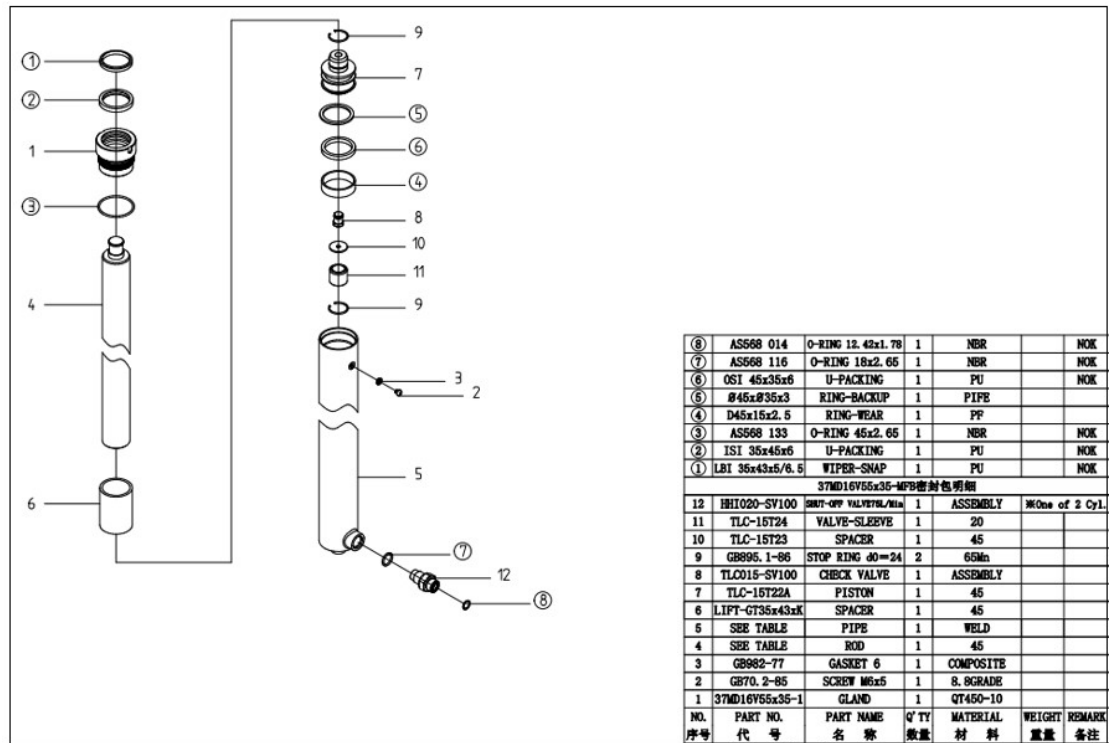 ①
②
1
③
4
6
9
7
⑤
⑥
④
8
10
11
9
3
2
5
⑦
12
⑧
⑧ AS568 014 O-RING 12.42x1.78 1 NBR NOK
⑦ AS568 116 O-RING 18x2.65 1 NBR NOK
⑥ OSI 45x35x6 U-PACKING 1 PU NOK
⑤ Ø45xØ35x3 RING-BACKUP 1 PIFE
④ D45x15x2.5 RING-WEAR 1 PF
③ AS568 133 O-RING 45x2.65 1 NBR NOK
② ISI 35x45x6 U-PACKING 1 PU NOK
① LBI 35x43x5/6.5 WIPER-SNAP 1 PU NOK
37MD16V55x35-MFB密封包明细
12 HHI020-SV100 SHUT-OFF VALVE75L/Min 1 ASSEMBLY ※One of 2 Cyl.
11 TLC-15T24 VALVE-SLEEVE 1 20
10 TLC-15T23 SPACER 1 45
9 GB895.1-86 STOP RING d0=24 2 65Mn
8 TLC015-SV100 CHECK VALVE 1 ASSEMBLY
7 TLC-15T22A PISTON 1 45
6 LIFT-GT35x43xK SPACER 1 45
5 SEE TABLE PIPE 1 WELD
4 SEE TABLE ROD 1 45
3 GB982-77 GASKET 6 1 COMPOSITE
2 GB70.2-85 SCREW M6x5 1 8.8GRADE
1 37MD16V55x35-1 GLAND 1 QT450-10
NO. PART NO. PART NAME Q'TY MATERIAL WEIGHT REMARK
序号 代 号 名 称 数量 材 料 重量 备注